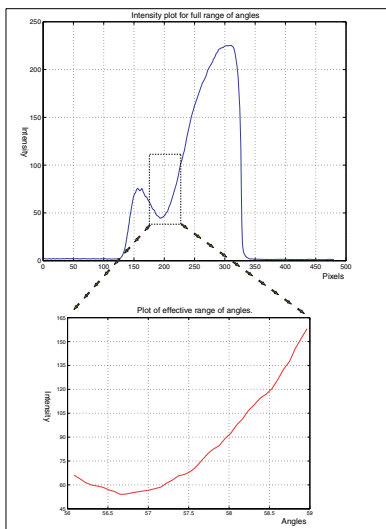 Intensity plot for full range of angles
250
200
150
100
50
0
Intensity
0 50 100 150 200 250 300 350 400 450 500
Pixels
Plot of effective range of angles.
165
150
135
120
105
90
75
60
45
Intensity
56 56.5 57 57.5 58 58.5 59
Angles